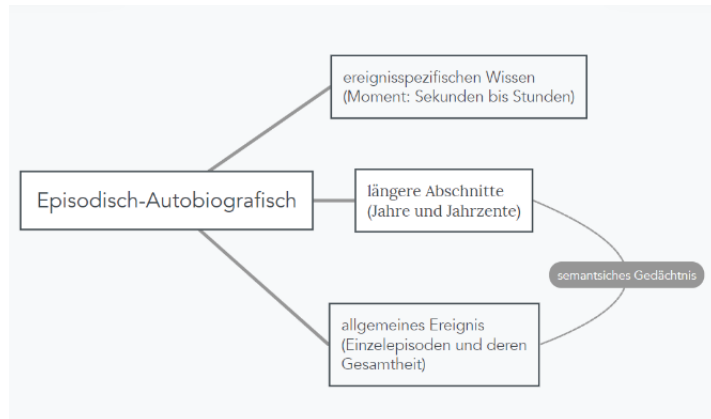 ereignisspezifischen Wissen
(Moment: Sekunden bis Stunden)
Episodisch-Autobiografisch
längere Abschnitte
(Jahre und Jahrzente)
semantsiches Gedächtnis
allgemeines Ereignis
(Einzelepisoden und deren
Gesamtheit)